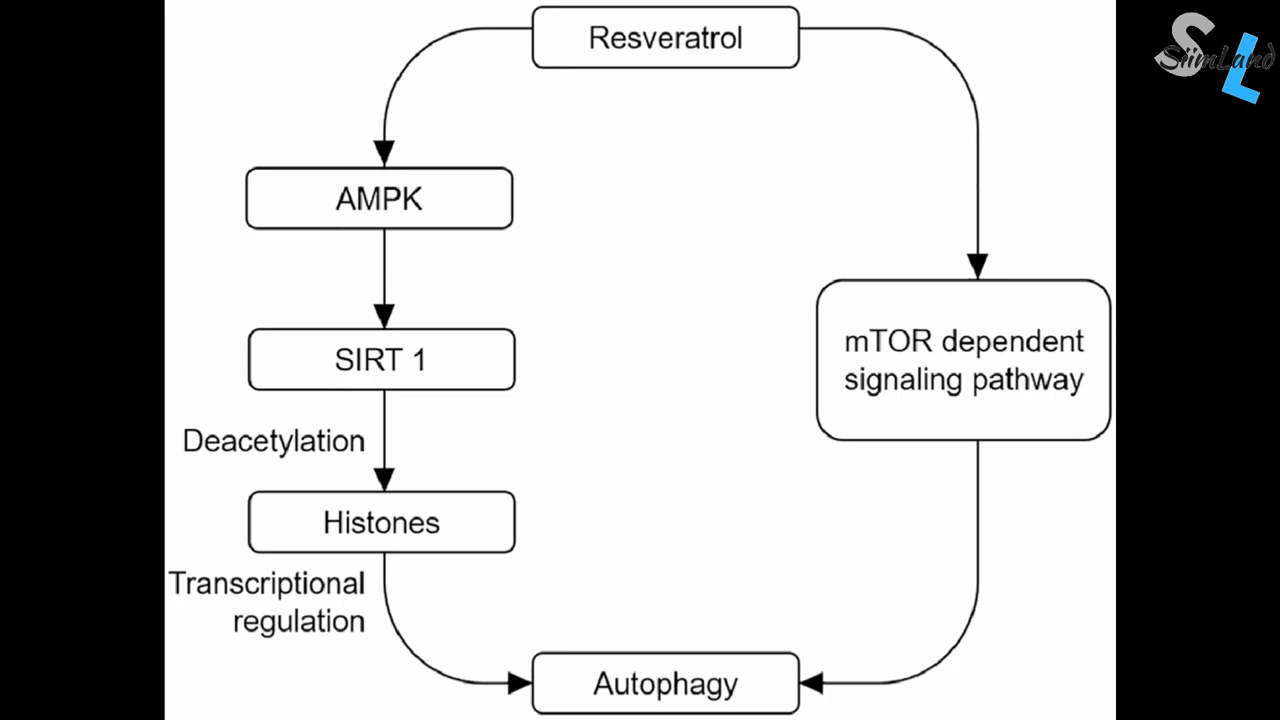 Resveratrol
SiimLand
SL
AMPK
SIRT 1
mTOR dependent
signaling pathway
Deacetylation
Histones
Transcriptional
regulation
Autophagy